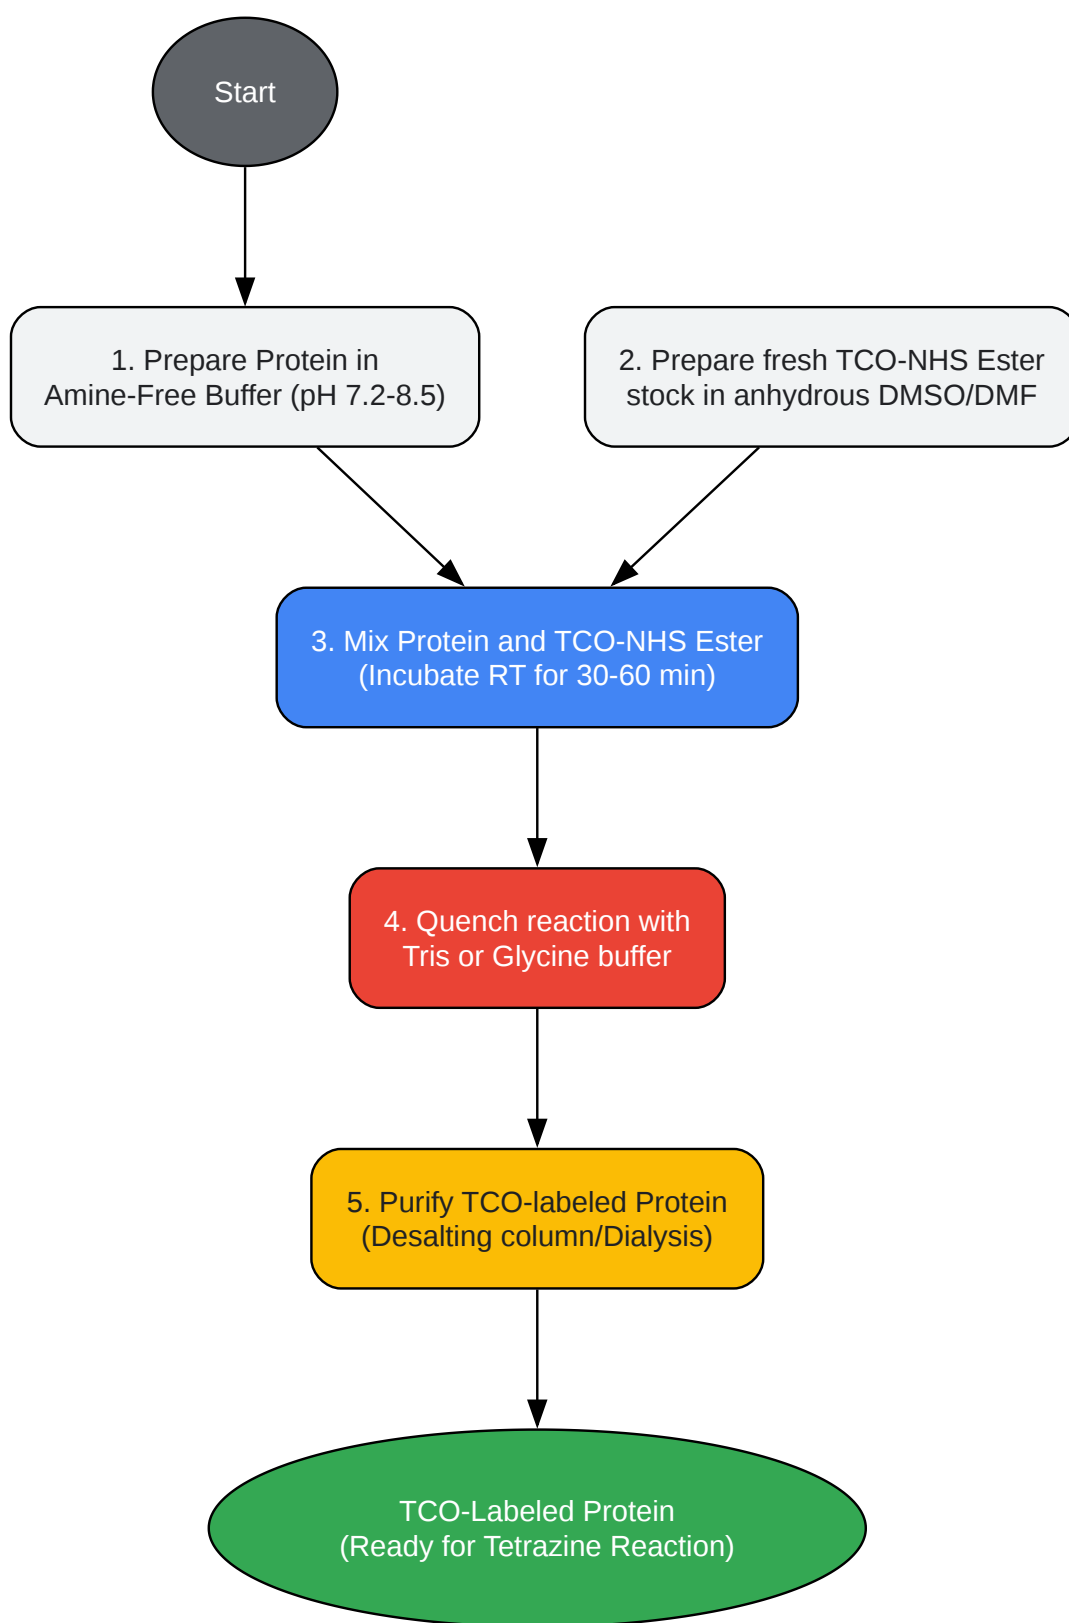 Start
1. Prepare Protein in
Amine-Free Buffer (pH 7.2-8.5)
2. Prepare fresh TCO-NHS Ester
stock in anhydrous DMSO/DMF
3. Mix Protein and TCO-NHS Ester
(Incubate RT for 30-60 min)
4. Quench reaction with
Tris or Glycine buffer
5. Purify TCO-labeled Protein
(Desalting column/Dialysis)
TCO-Labeled Protein
(Ready for Tetrazine Reaction)